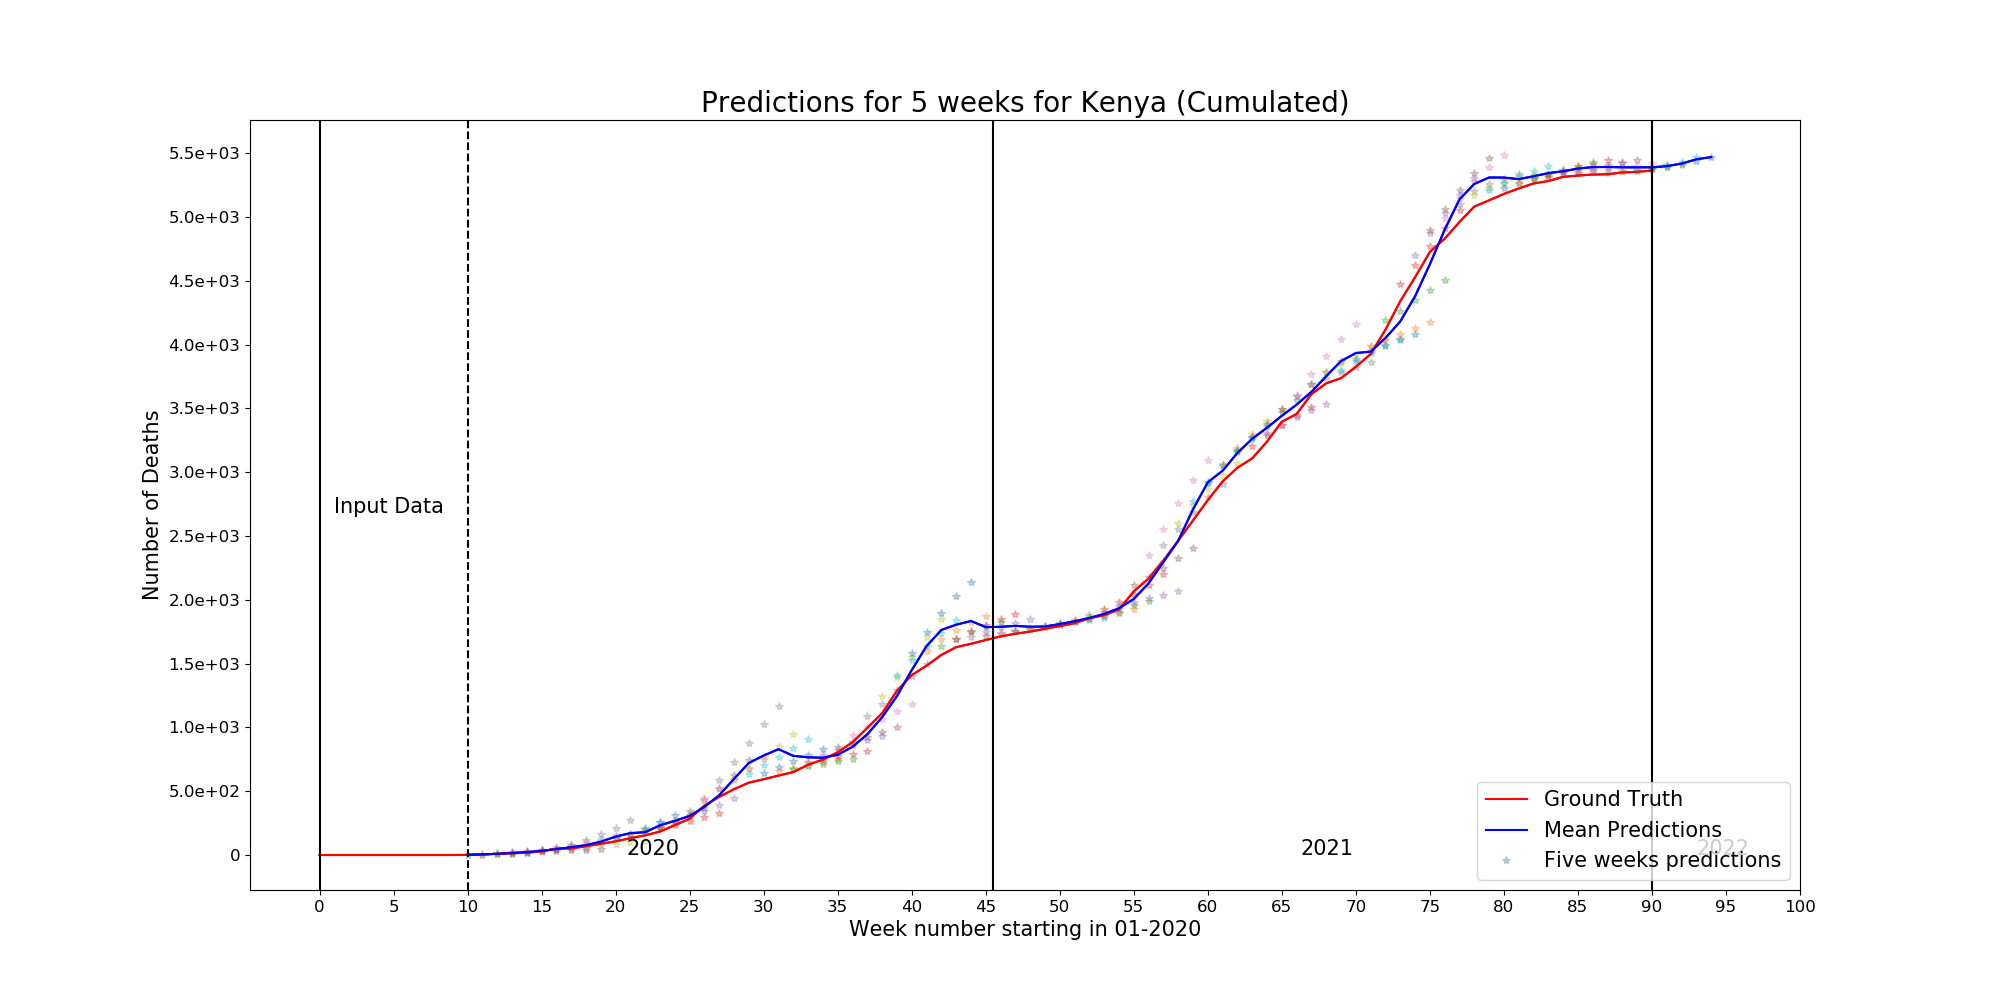 Predictions for 5 weeks for Kenya (Cumulated)
Number of Deaths
5.5e+03
5.0e+03
4.5e+03
4.0e+03
3.5e+03
3.0e+03
2.5e+03
2.0e+03
1.5e+03
1.0e+03
5.0e+02
0
Input Data
2020
2021
2022
Ground Truth
Mean Predictions
Five weeks predictions
0 5 10 15 20 25 30 35 40 45 50 55 60 65 70 75 80 85 90 95 100
Week number starting in 01-2020